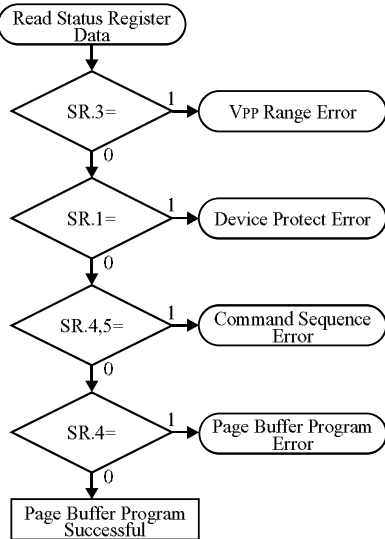 Read Status Register
Data
SR.3=
1
VPP Range Error
0
SR.1=
1
Device Protect Error
0
SR.4,5=
1
Command Sequence
Error
0
SR.4=
1
Page Buffer Program
Error
0
Page Buffer Program
Successful